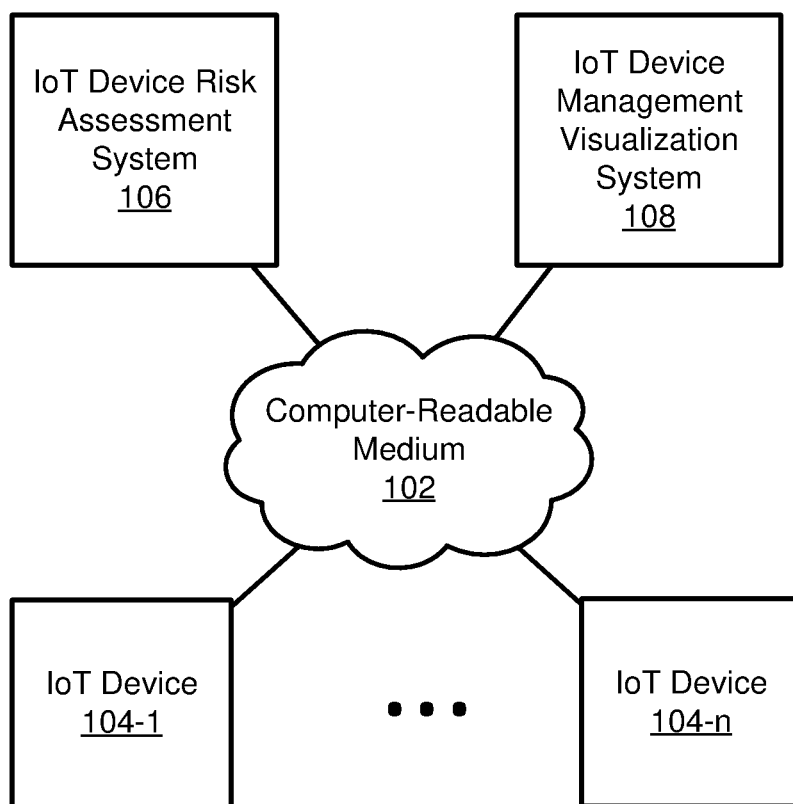 IoT Device Risk
Assessment
System
106
IoT Device
Management
Visualization
System
108
Computer-Readable
Medium
102
IoT Device
104-1
IoT Device
104-n